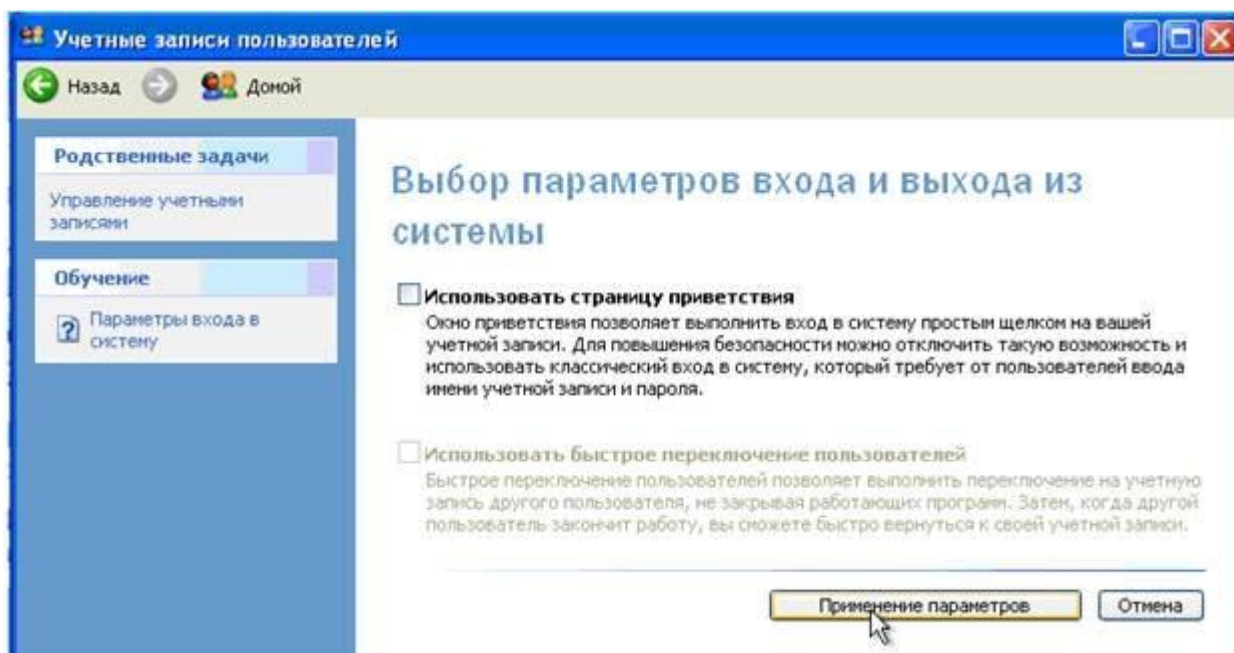 Учетные записи пользователей
Назад Домой
Родственные задачи
Управление учетными
записями
Обучение
Параметры входа в
систему
Выбор параметров входа и выхода из
системы
Использовать страницу приветствия
Окно приветствия позволяет выполнить вход в систему простым щелком на вашей
учетной записи. Для повышения безопасности можно отключить такую возможность и
использовать классический вход в систему, который требует от пользователей ввода
имени учетной записи и пароля.
Использовать быстрое переключение пользователей
Быстрое переключение пользователей позволяет выполнить переключение на учетную
запись другого пользователя, не закрывая работающих программ. Затем, когда другой
пользователь закончит работу, вы сможете быстро вернуться к своей учетной записи.
Применение параметров Отмена